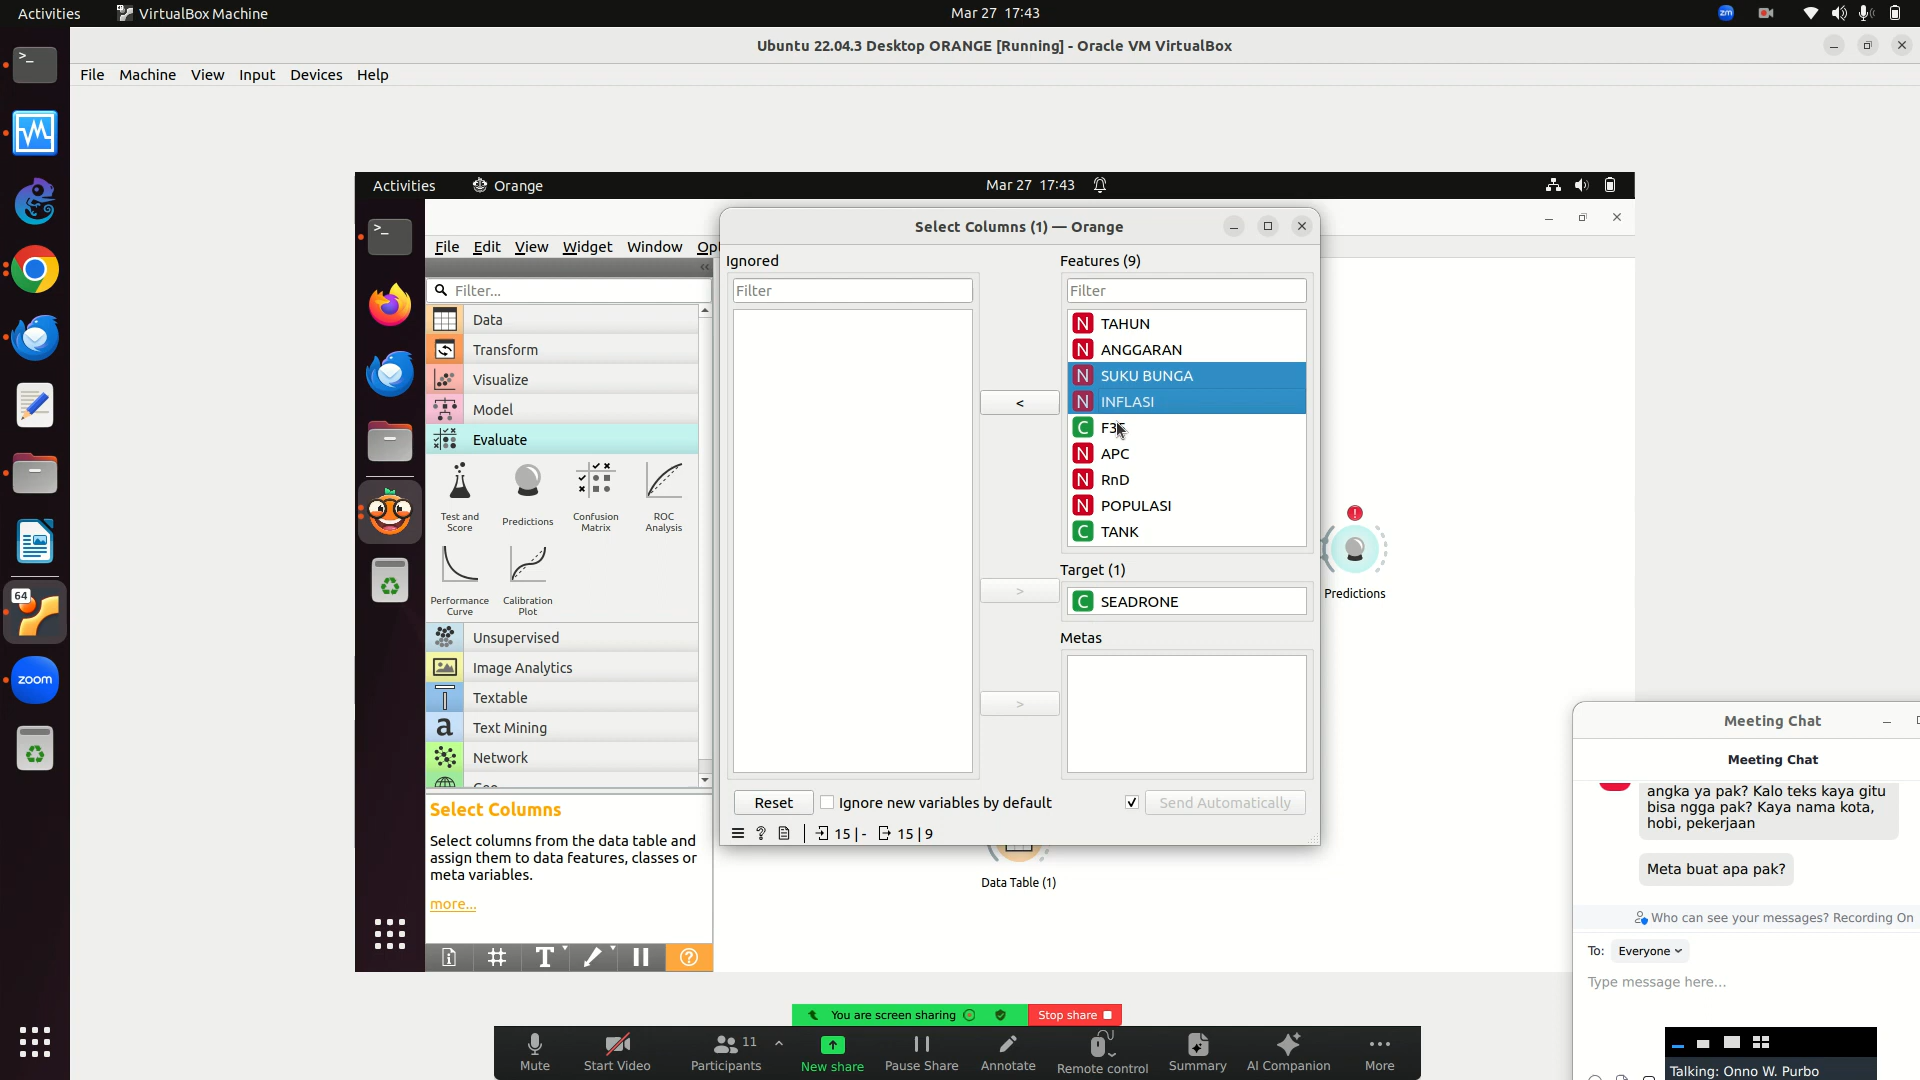 Activities
VirtualBox Machine
Mar 27 17:43
zm
Ubuntu 22.04.3 Desktop ORANGE [Running] - Oracle VM VirtualBox
File Machine View Input Devices Help
Activities
Orange
Mar 27 17:43
Select Columns (1) — Orange
File Edit View Widget Window Opt
Filter...
Data
Transform
Visualize
Model
Evaluate
Test and Score
Predictions
Confusion Matrix
ROC Analysis
Performance Curve
Calibration Plot
Unsupervised
Image Analytics
Textable
Text Mining
Network
Select Columns
Select columns from the data table and
assign them to data features, classes or
meta variables.
more...
Ignored
Filter
<
>
>
Features (9)
Filter
N TAHUN
N ANGGARAN
N SUKU BUNGA
N INFLASI
C
N APC
N RnD
N POPULASI
C TANK
Target (1)
C SEADRONE
Metas
Reset
Ignore new variables by default
Send Automatically
15 | - 15 | 9
Predictions
Data Table (1)
64
zoom
Meeting Chat
Meeting Chat
angka ya pak? Kalo teks kaya gitu
bisa ngga pak? Kaya nama kota,
hobi, pekerjaan
Meta buat apa pak?
Who can see your messages? Recording On
To: Everyone
Type message here...
Talking: Onno W. Purbo
You are screen sharing
Stop share
Mute
Start Video
Participants 11
New share
Pause Share
Annotate
Remote control
Summary
AI Companion
More